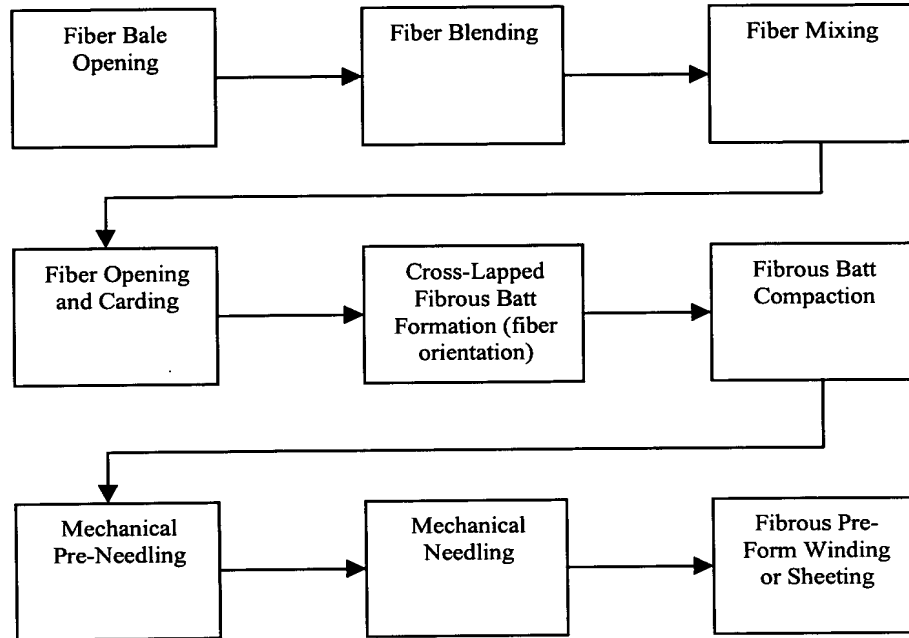 Fiber Bale
Opening
Fiber Blending
Fiber Mixing
Fiber Opening
and Carding
Cross-Lapped
Fibrous Batt
Formation (fiber
orientation)
Fibrous Batt
Compaction
Mechanical
Pre-Needling
Mechanical
Needling
Fibrous Pre-
Form Winding
or Sheeting